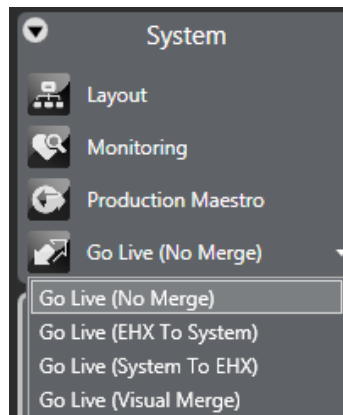 System
Layout
Monitoring
Production Maestro
Go Live (No Merge)
Go Live (No Merge)
Go Live (EHX To System)
Go Live (System To EHX)
Go Live (Visual Merge)